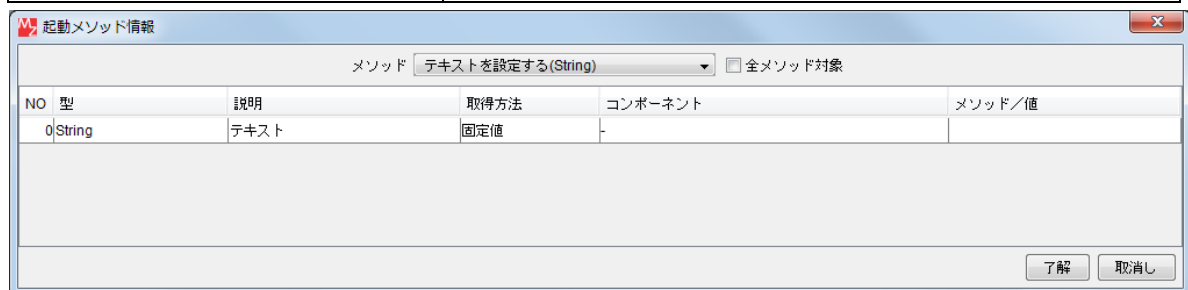 起動メソッド情報
メソッド テキストを設定する(String) 全メソッド対象
NO 型 説明 取得方法 コンポーネント メソッド／値
0 String テキスト 固定値 -
了解 取消し